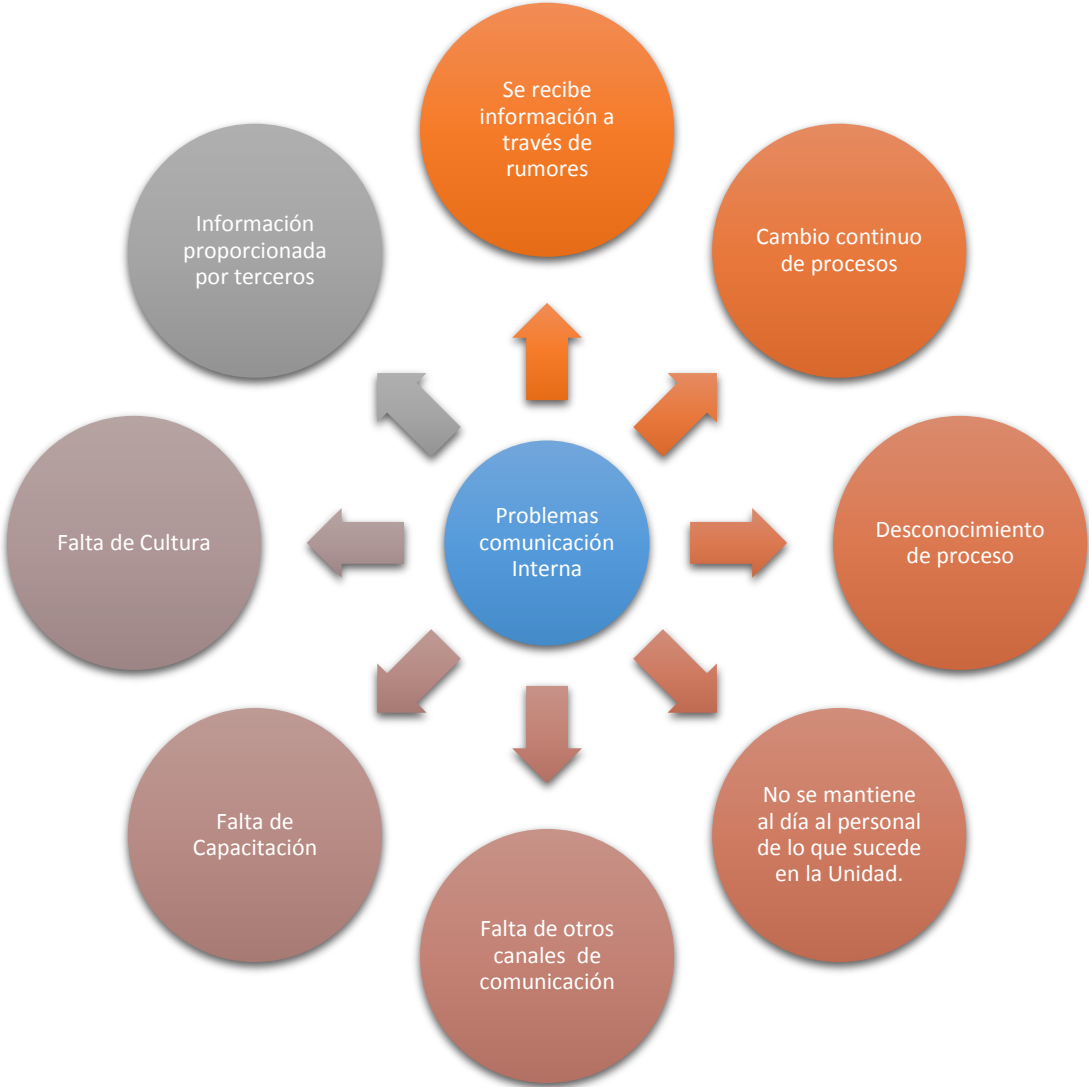 Se recibe
información a
través de
rumores
Cambio continuo
de procesos
Desconocimiento
de proceso
No se mantiene
al día al personal
de lo que sucede
en la Unidad.
Falta de otros
canales de
comunicación
Falta de
Capacitación
Falta de Cultura
Información
proporcionada
por terceros
Problemas
comunicación
Interna